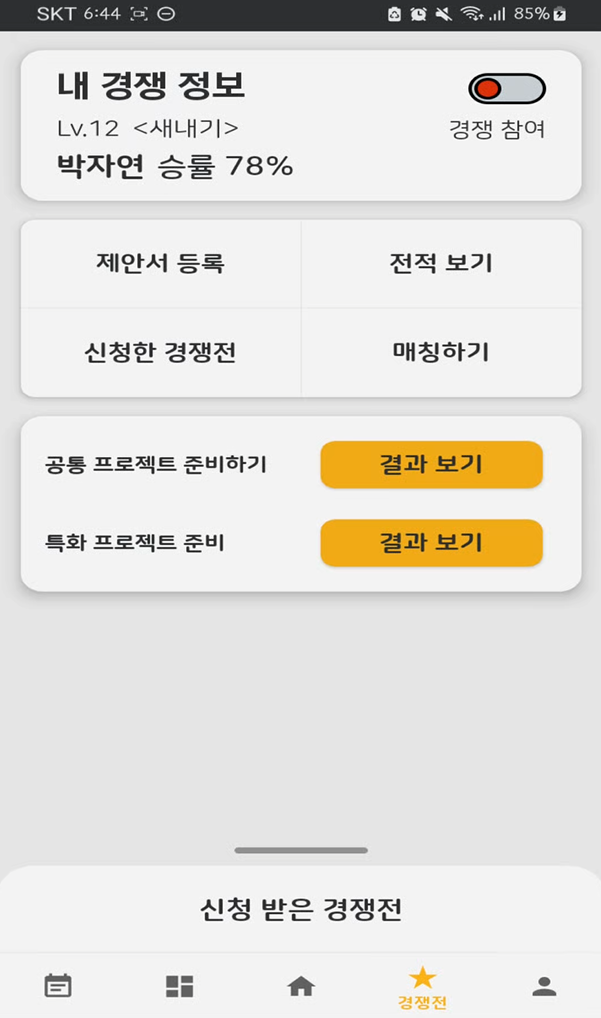 SKT 6:44 85%
내 경쟁 정보
Lv.12 <새내기>
경쟁 참여
박자연 승률 78%
제안서 등록 전적 보기
신청한 경쟁전 매칭하기
공통 프로젝트 준비하기 결과 보기
특화 프로젝트 준비 결과 보기
신청 받은 경쟁전
경쟁전